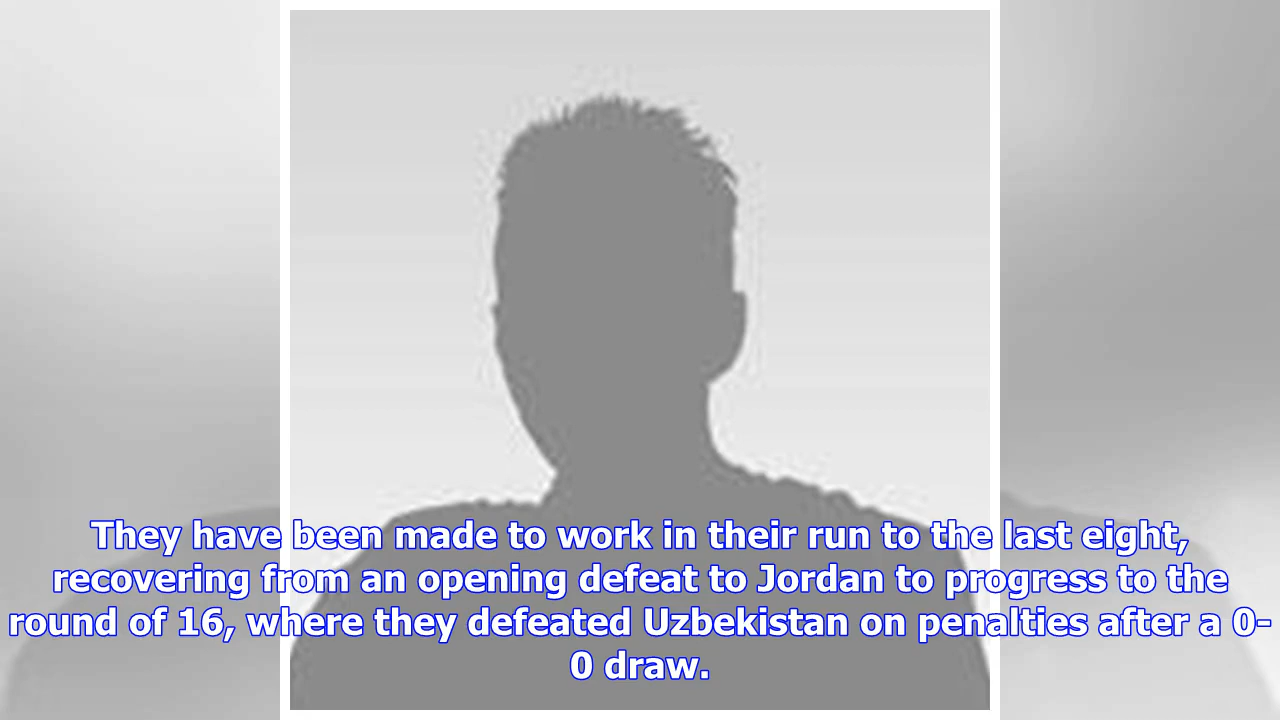 They have been made to work in their run to the last eight,
recovering from an opening defeat to Jordan to progress to the
round of 16, where they defeated Uzbekistan on penalties after a 0-
0 draw.